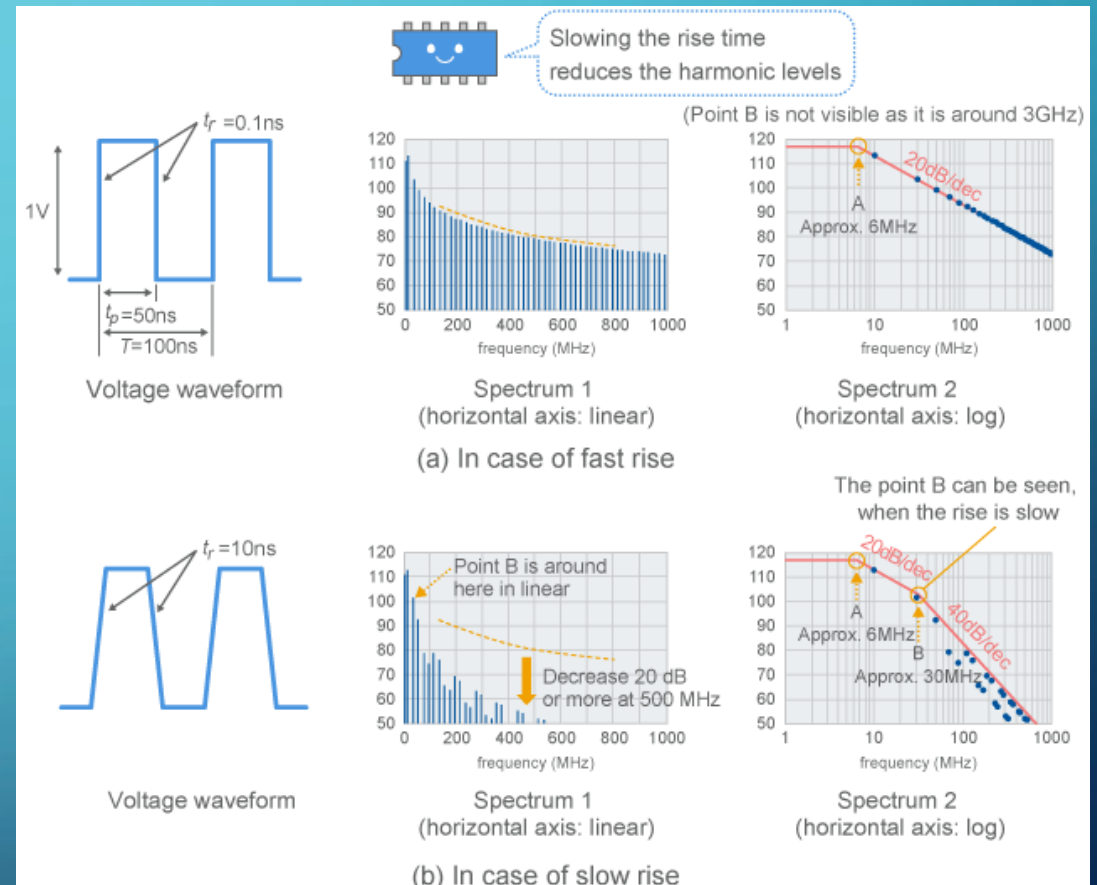 Slowing the rise time
reduces the harmonic levels
(Point B is not visible as it is around 3GHz)
tr=0.1ns
1V
tp=50ns
T=100ns
Voltage waveform
120
110
100
90
80
70
60
50
0 200 400 600 800 1000
frequency (MHz)
Spectrum 1
(horizontal axis: linear)
120
110
100
90
80
70
60
50
20dB/dec
A
Approx. 6MHz
1 10 100 1000
frequency (MHz)
Spectrum 2
(horizontal axis: log)
(a) In case of fast rise
The point B can be seen,
when the rise is slow
tr=10ns
Voltage waveform
120
110
100
90
80
70
60
50
Point B is around
here in linear
Decrease 20 dB
or more at 500 MHz
0 200 400 600 800 1000
frequency (MHz)
Spectrum 1
(horizontal axis: linear)
120
110
100
90
80
70
60
50
20dB/dec
40dB/dec
A
Approx. 6MHz
B
Approx. 30MHz
1 10 100 1000
frequency (MHz)
Spectrum 2
(horizontal axis: log)
(b) In case of slow rise